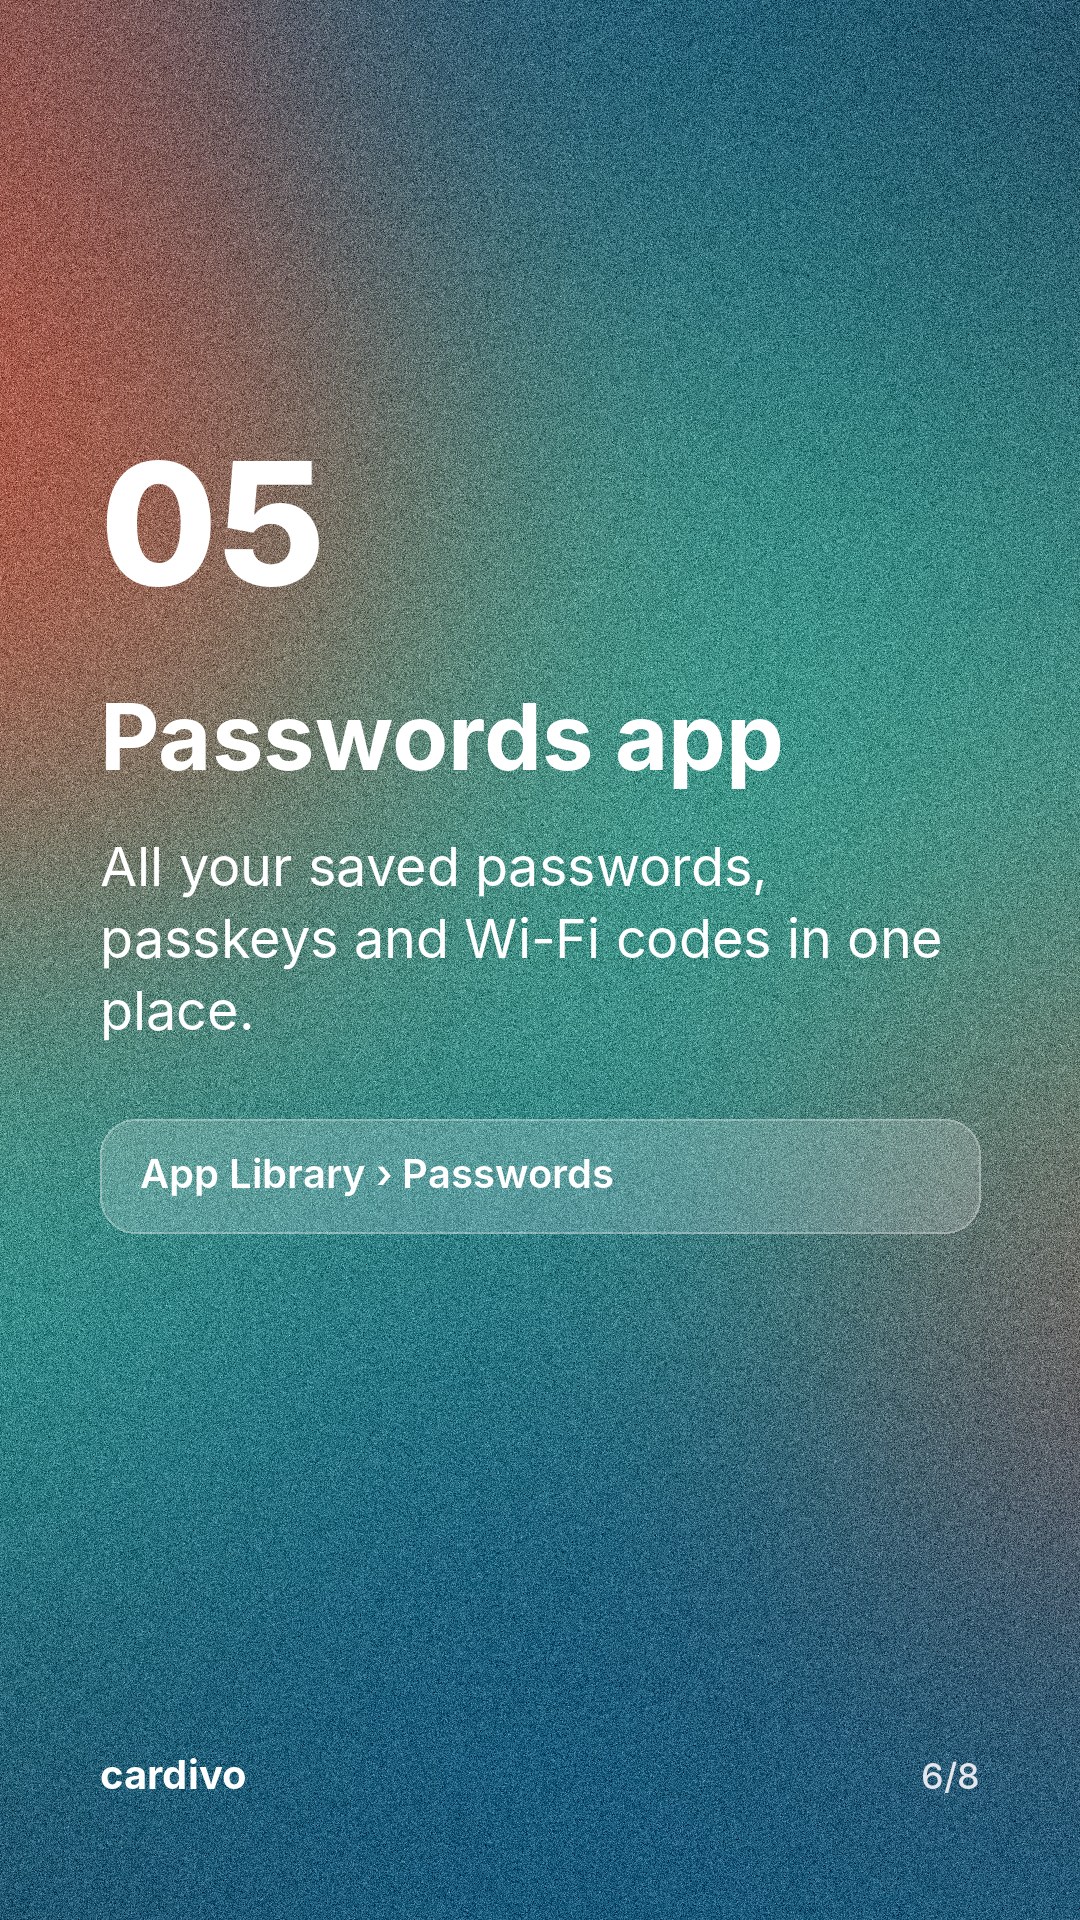 05
Passwords app
All your saved passwords,
passkeys and Wi-Fi codes in one
place.
App Library › Passwords
cardivo
6/8